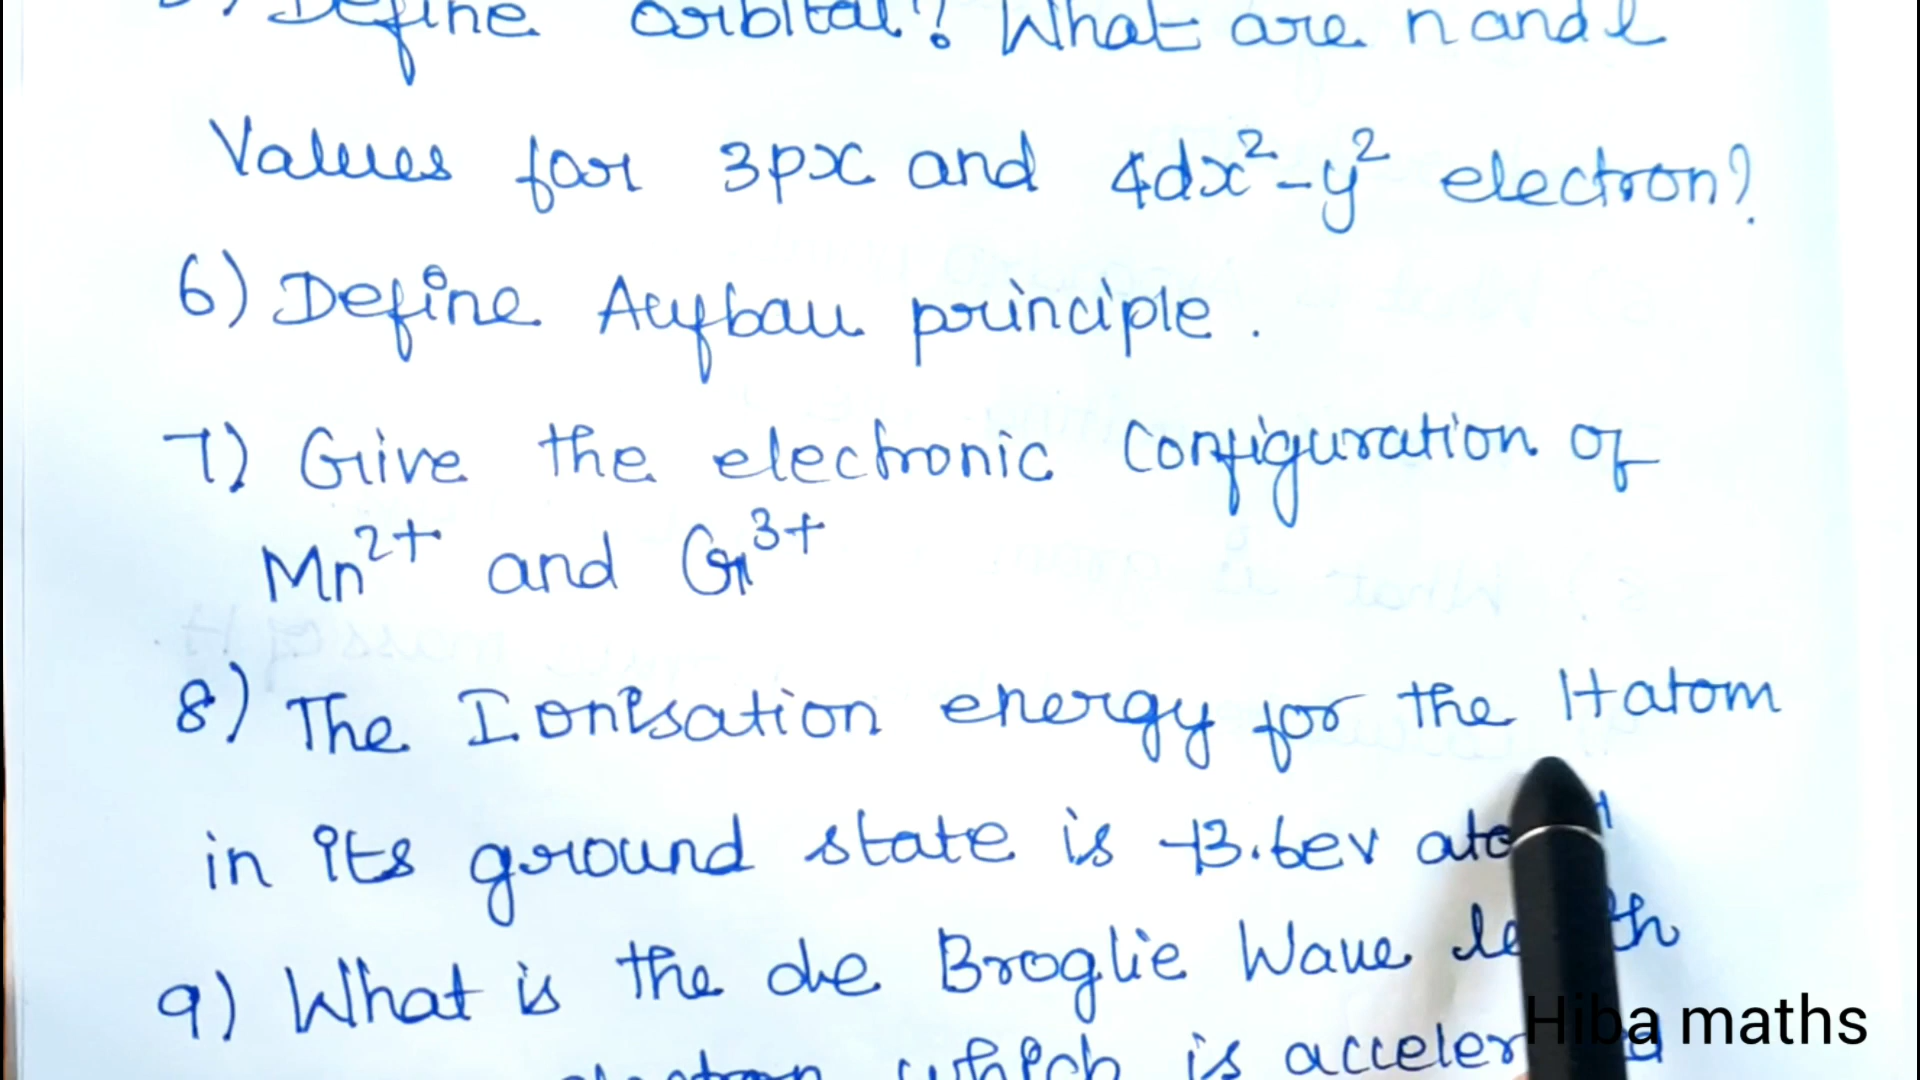 Define orbital? What are n and l
Values for 3px and 4dx²-y² electron?
6) Define Aufbau principle.
7) Give the electronic configuration of
Mn²⁺ and Cr³⁺
8) The Ionisation energy for the H atom
in its ground state is -13.6ev
9) What is the de Broglie Wave
electron which is
Hiba maths